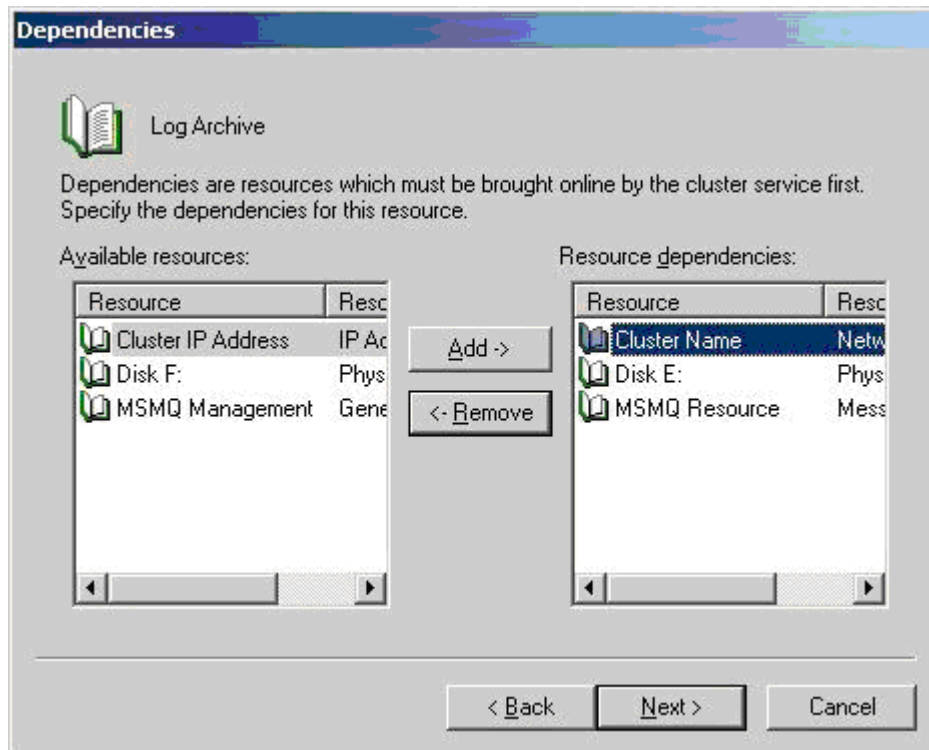 Dependencies
Log Archive
Dependencies are resources which must be brought online by the cluster service first.
Specify the dependencies for this resource.
Available resources:
Resource Resc
Cluster IP Address IP Ac
Disk F: Phys
MSMQ Management Gene
Add ->
<- Remove
Resource dependencies:
Resource Resc
Cluster Name Netw
Disk E: Phys
MSMQ Resource Mess
< Back
Next >
Cancel